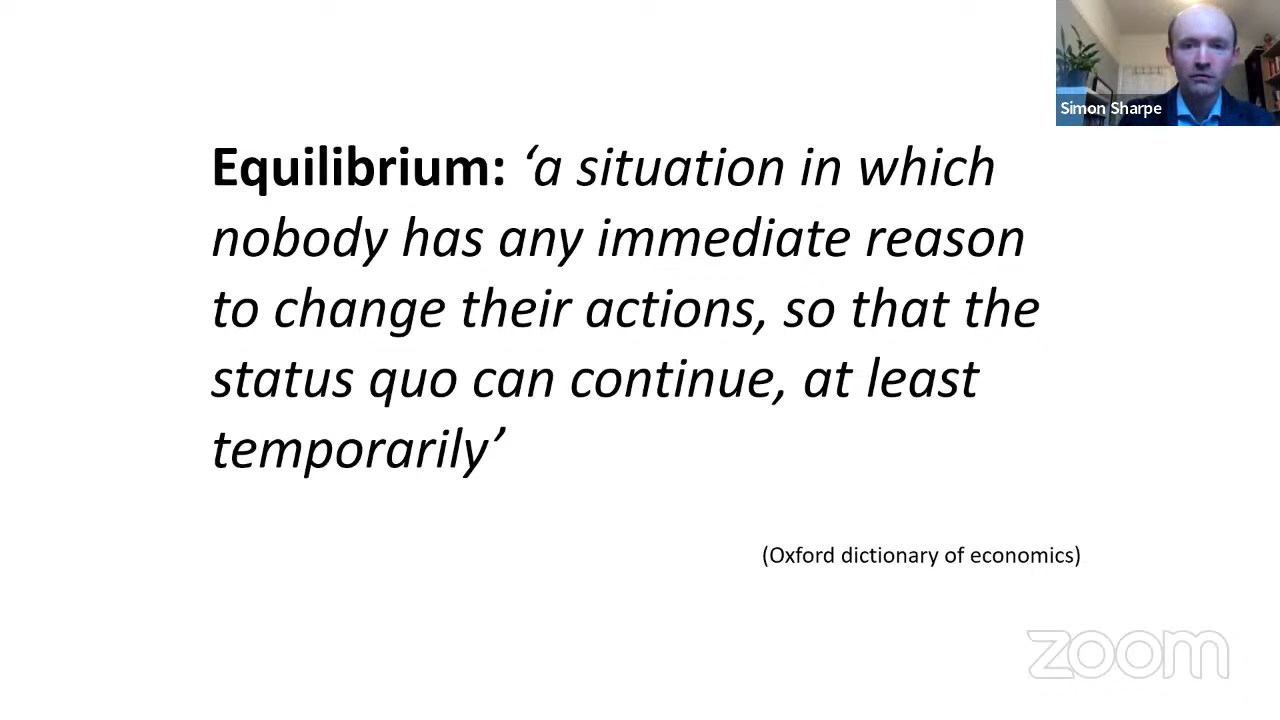 Simon Sharpe
Equilibrium: ‘a situation in which
nobody has any immediate reason
to change their actions, so that the
status quo can continue, at least
temporarily’
(Oxford dictionary of economics)
zoom